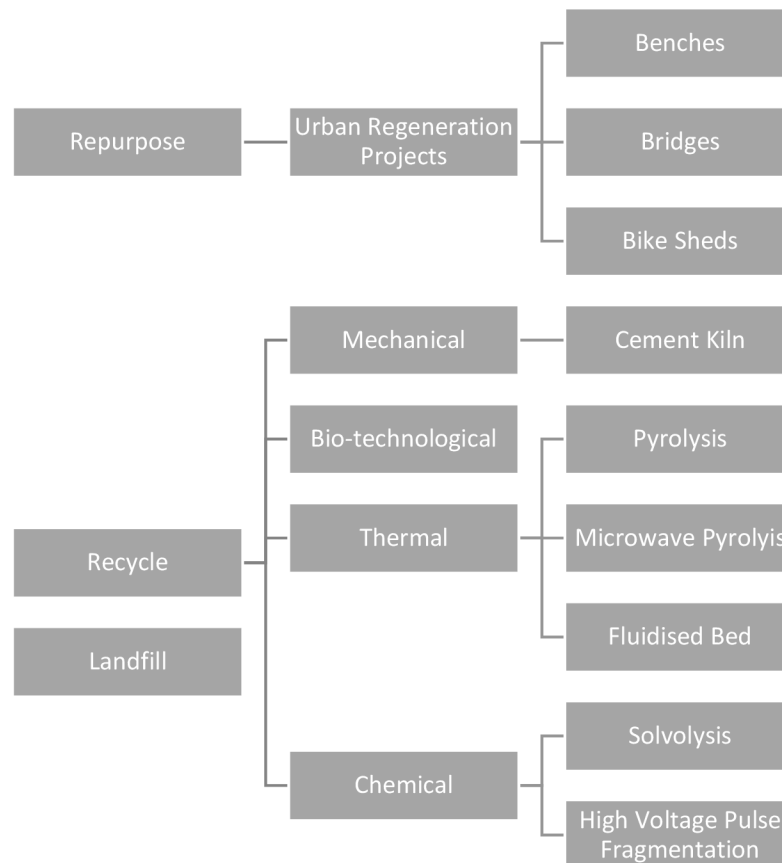 Benches
Repurpose
Urban Regeneration
Projects
Bridges
Bike Sheds
Mechanical
Cement Kiln
Bio-technological
Pyrolysis
Recycle
Thermal
Microwave Pyrolyis
Landfill
Fluidised Bed
Chemical
Solvolysis
High Voltage Pulse
Fragmentation